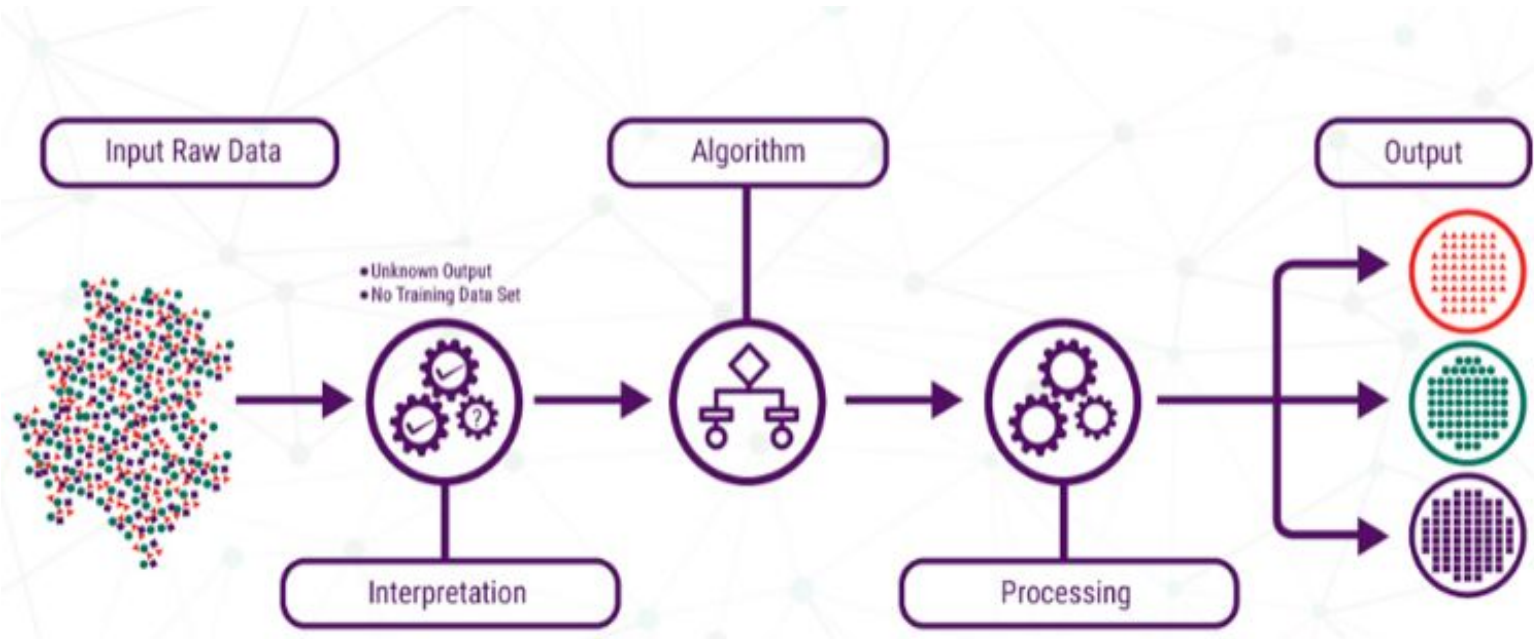 Input Raw Data
Algorithm
Output
●Unknown Output
●No Training Data Set
?
Interpretation
Processing